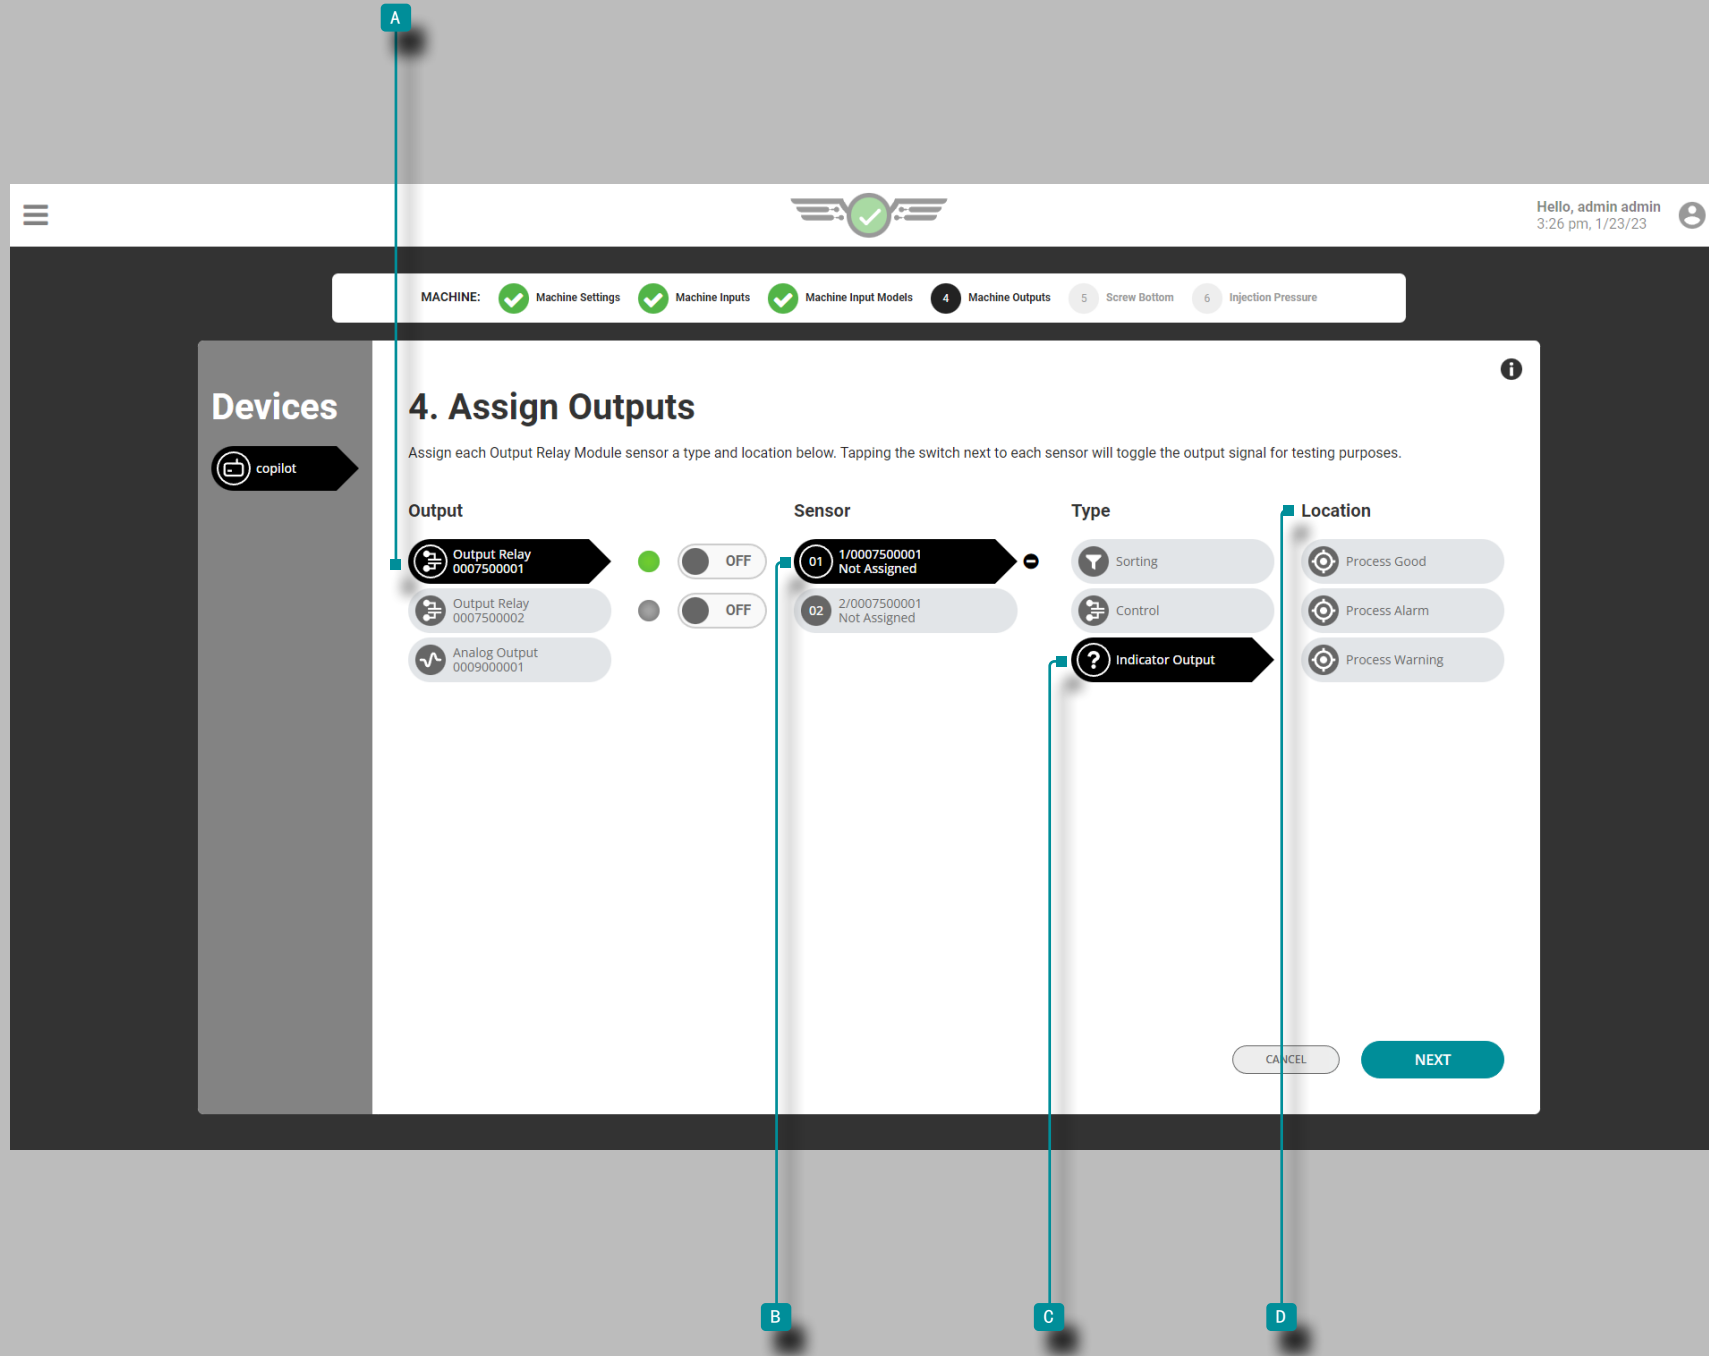 A
Hello, admin admin
3:26 pm, 1/23/23
MACHINE: Machine Settings Machine Inputs Machine Input Models 4 Machine Outputs 5 Screw Bottom 6 Injection Pressure
Devices
copilot
4. Assign Outputs
Assign each Output Relay Module sensor a type and location below. Tapping the switch next to each sensor will toggle the output signal for testing purposes.
Output
Output Relay
0007500001
Output Relay
0007500002
Analog Output
0009000001
OFF
OFF
Sensor
01 1/0007500001
Not Assigned
02 2/0007500001
Not Assigned
Type
Sorting
Control
Indicator Output
Location
Process Good
Process Alarm
Process Warning
CANCEL
NEXT
B
C
D